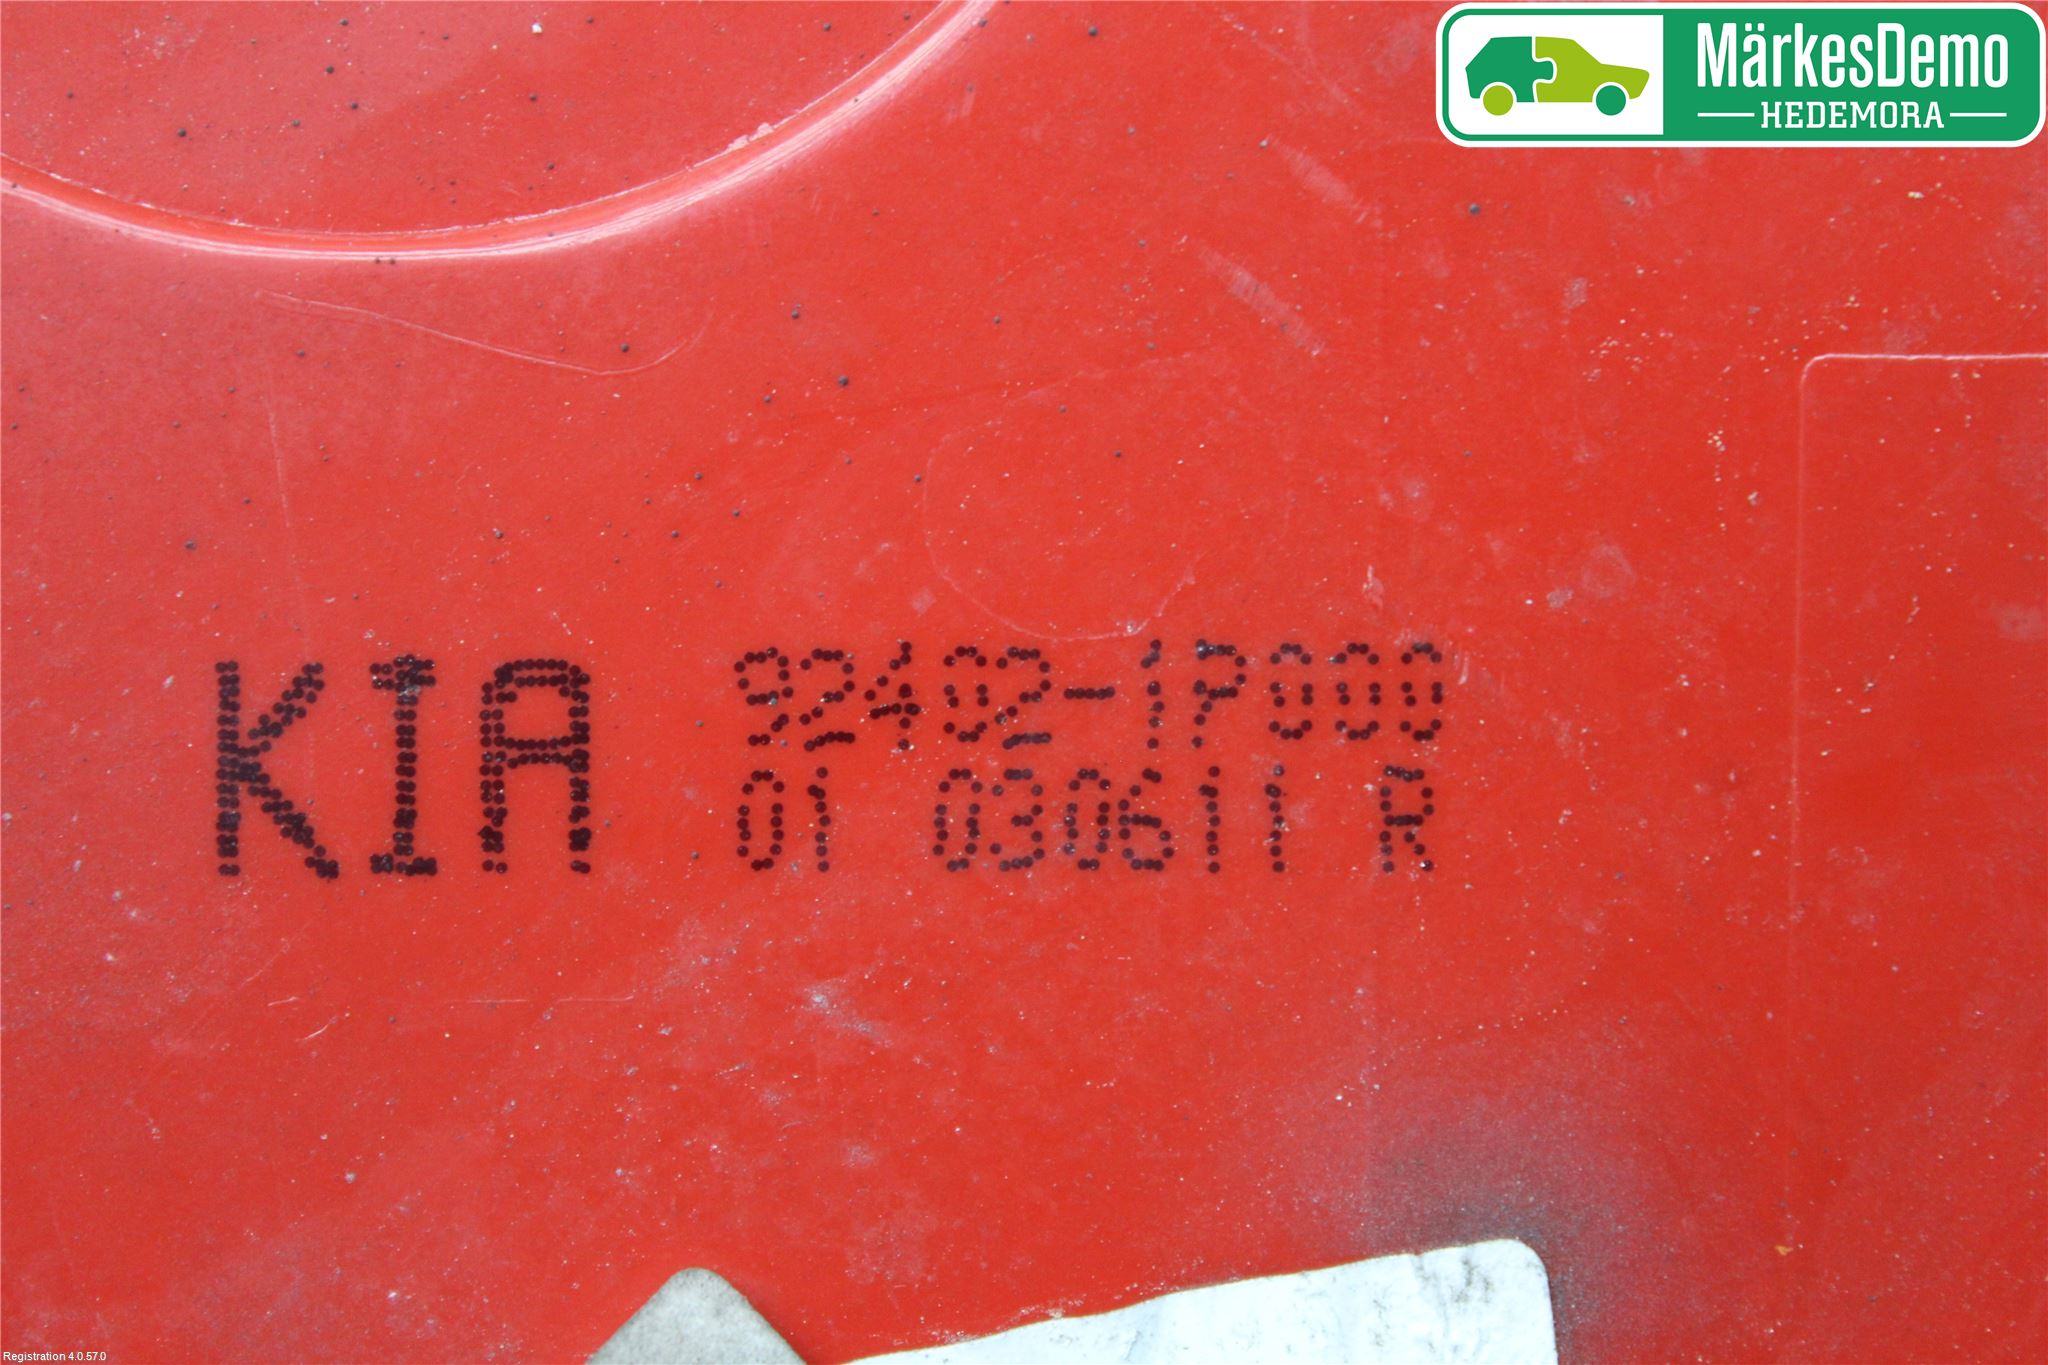 MärkesDemo
HEDEMORA
KIA 92402-1P000
01 030611 R
Registration 4.0.57.0